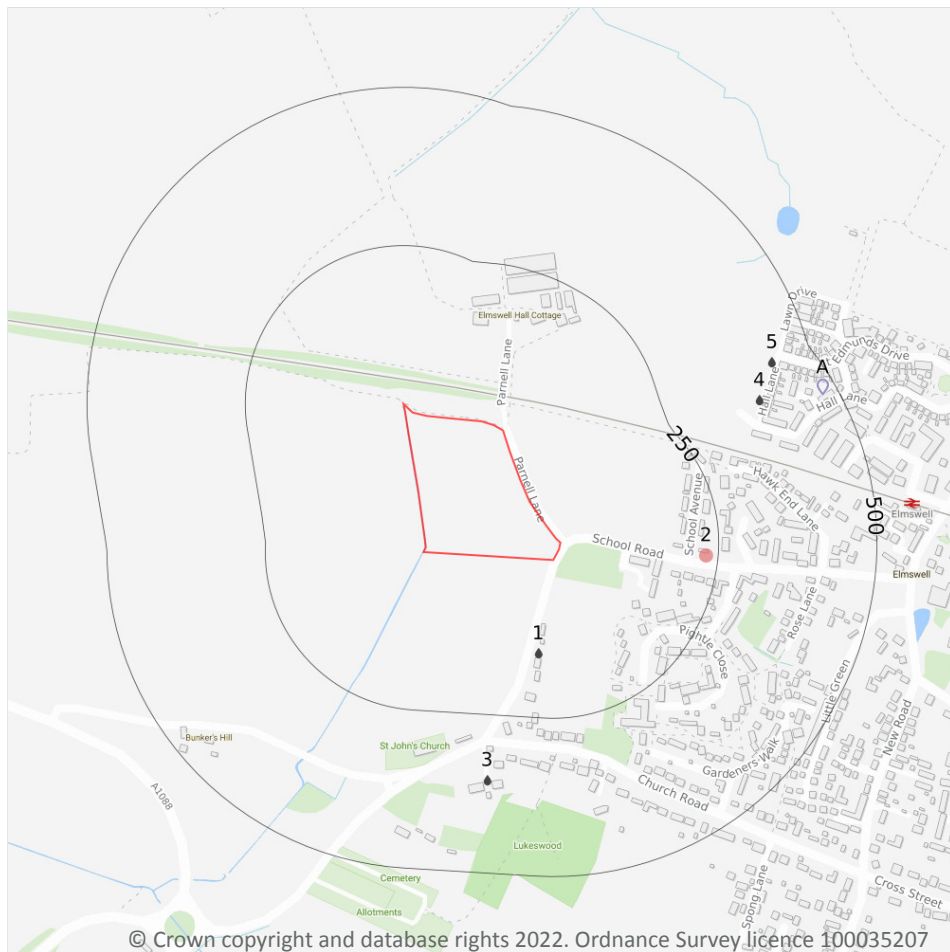 Elmswell Hall Cottage
Parnell Lane
Lawn Drive
Edmunds Drive
5
A
4
Hall Lane
Hall Lane
250
Parnell Lane
Hawk End Lane
School Avenue
500
Elmswell
2
School Road
Elmswell
Rose Lane
1
Pightle Close
Little Green
New Road
Bunker's Hill
St John's Church
3
Gardeners Walk
A1088
Church Road
Lukeswood
Cemetery
Cross Street
Allotments
Spong Lane
© Crown copyright and database rights 2022. Ordnance Survey licence 100035207